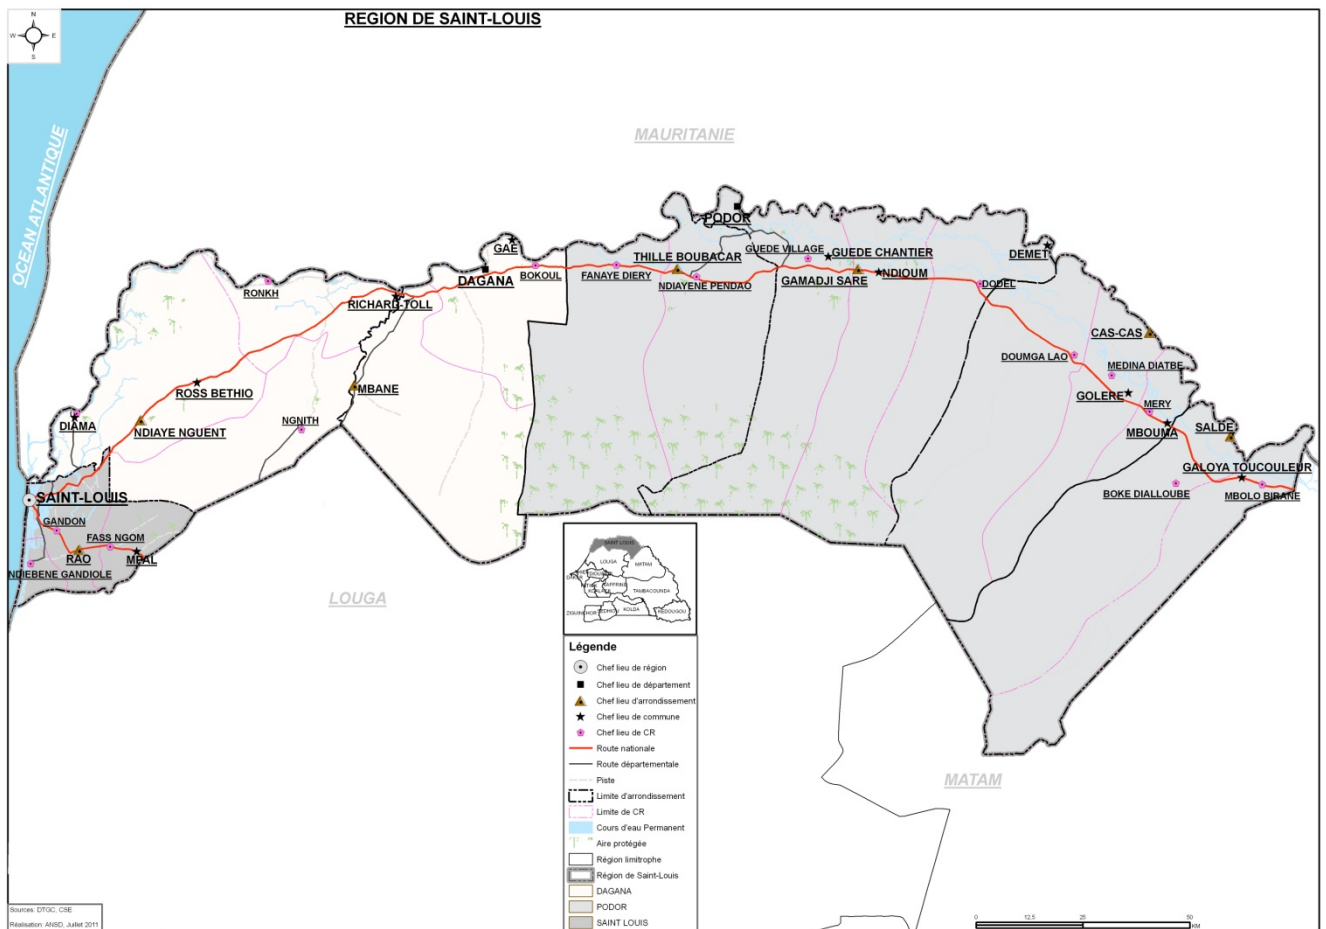 REGION DE SAINT-LOUIS
N
W
E
S
OCEAN ATLANTIQUE
MAURITANIE
PODOR
GAE
GUEDE VILLAGE
GUEDE CHANTIER
DEMET
THILLE BOUBACAR
DAGANA
BOKOUL
FANAYE DIERY
NDIAYENE PENDAO
GAMADJI SARE
NDIOUM
DODEL
RONKH
RICHARD-TOLL
CAS-CAS
DOUMGA LAO
MEDINA DIATBE
ROSS BETHIO
MBANE
GOLERE
MERY
DIAMA
NDIAYE NGUENT
NGNITH
MBOUMA
SALDE
GALOYA TOUCOULEUR
SAINT-LOUIS
BOKE DIALLOUBE
MBOLO BIRANE
GANDON
FASS NGOM
RAO
MPAL
NDIEBENE GANDIOLE
LOUGA
MATAM
SAINT LOUIS
LOUGA
MATAM
DAKAR
KAFFRINE
TAMBACOUNDA
ZIGUINCHOR
SEDHIOU
KOLDA
KEDOUGOU
Légende
Chef lieu de région
Chef lieu de département
Chef lieu d'arrondissement
Chef lieu de commune
Chef lieu de CR
Route nationale
Route départementale
Piste
Limite d'arrondissement
Limite de CR
Cours d'eau Permanent
Aire protégée
Région limitrophe
Région de Saint-Louis
DAGANA
PODOR
SAINT LOUIS
Sources: DTGC, CSE
Réalisation: ANSD, Juillet 2011
0 12,5 25 50
KM